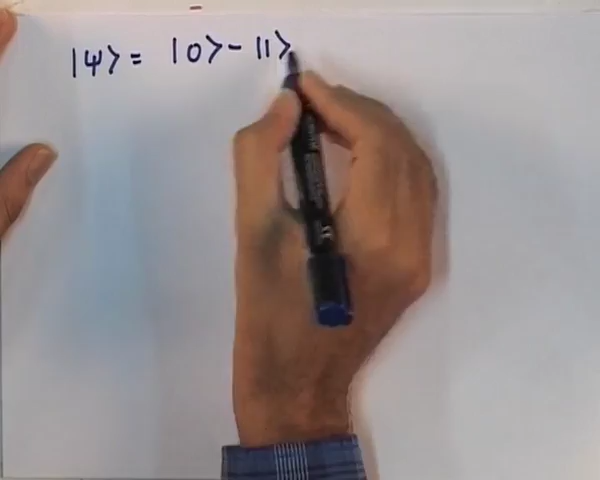 |ψ⟩ = |0⟩ - |1⟩